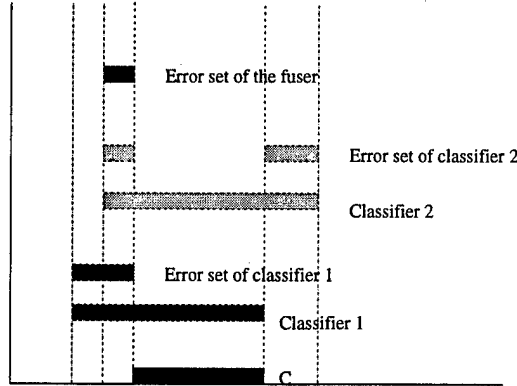 Error set of the fuser
Error set of classifier 2
Classifier 2
Error set of classifier 1
Classifier 1
C